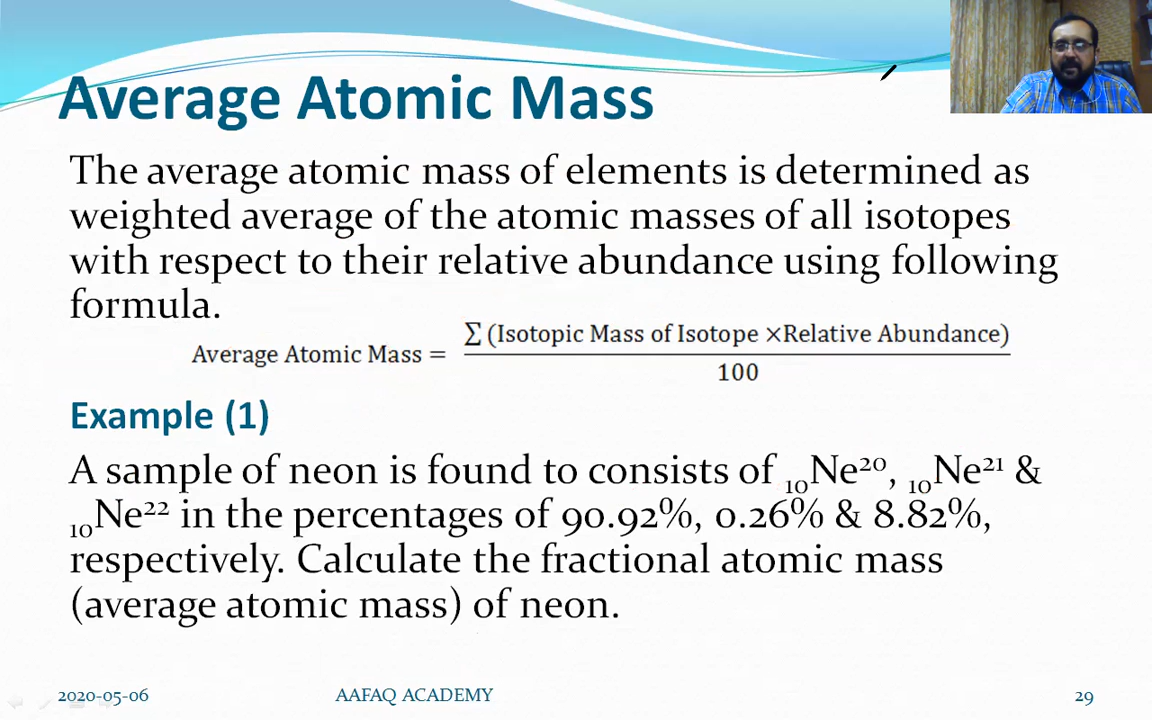 Average Atomic Mass
The average atomic mass of elements is determined as
weighted average of the atomic masses of all isotopes
with respect to their relative abundance using following
formula.
Average Atomic Mass = ∑ (Isotopic Mass of Isotope ×Relative Abundance) / 100
Example (1)
A sample of neon is found to consists of ₁₀Ne²⁰, ₁₀Ne²¹ &
₁₀Ne²² in the percentages of 90.92%, 0.26% & 8.82%,
respectively. Calculate the fractional atomic mass
(average atomic mass) of neon.
2020-05-06 AAFAQ ACADEMY 29